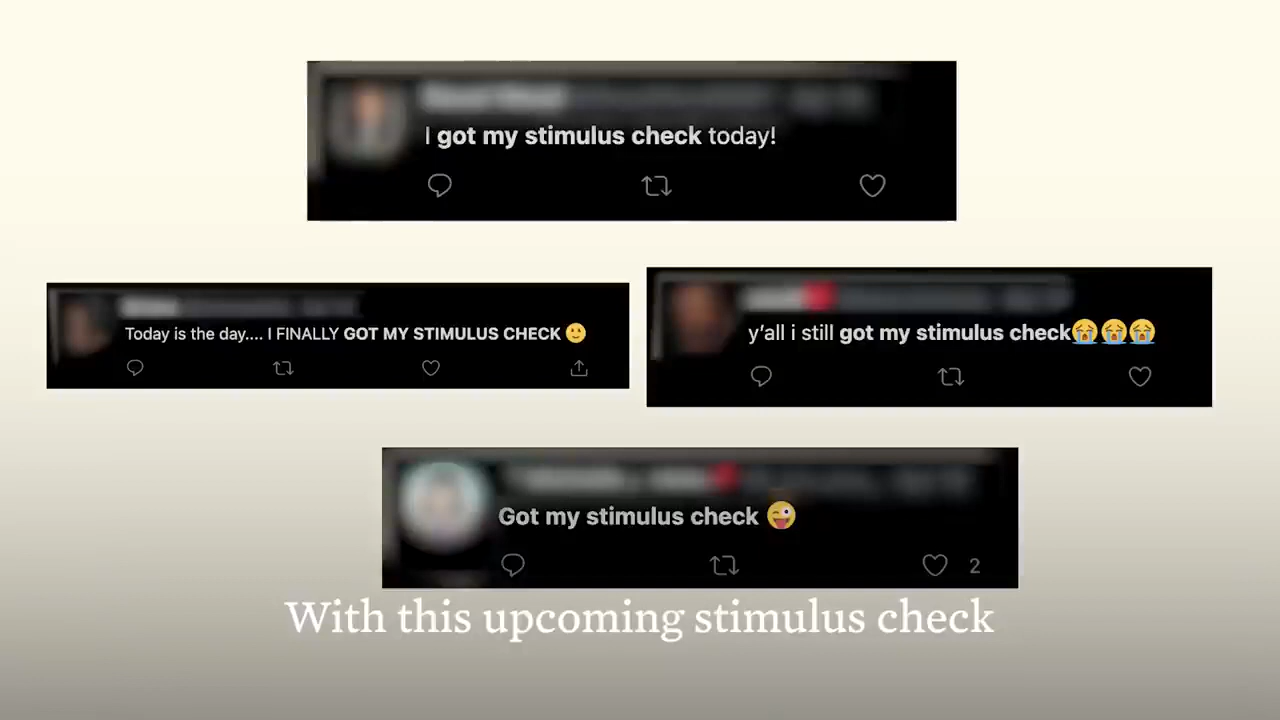 I got my stimulus check today!
Today is the day.... I FINALLY GOT MY STIMULUS CHECK 🙂
y'all i still got my stimulus check😭😭😭
Got my stimulus check 😜
2
With this upcoming stimulus check